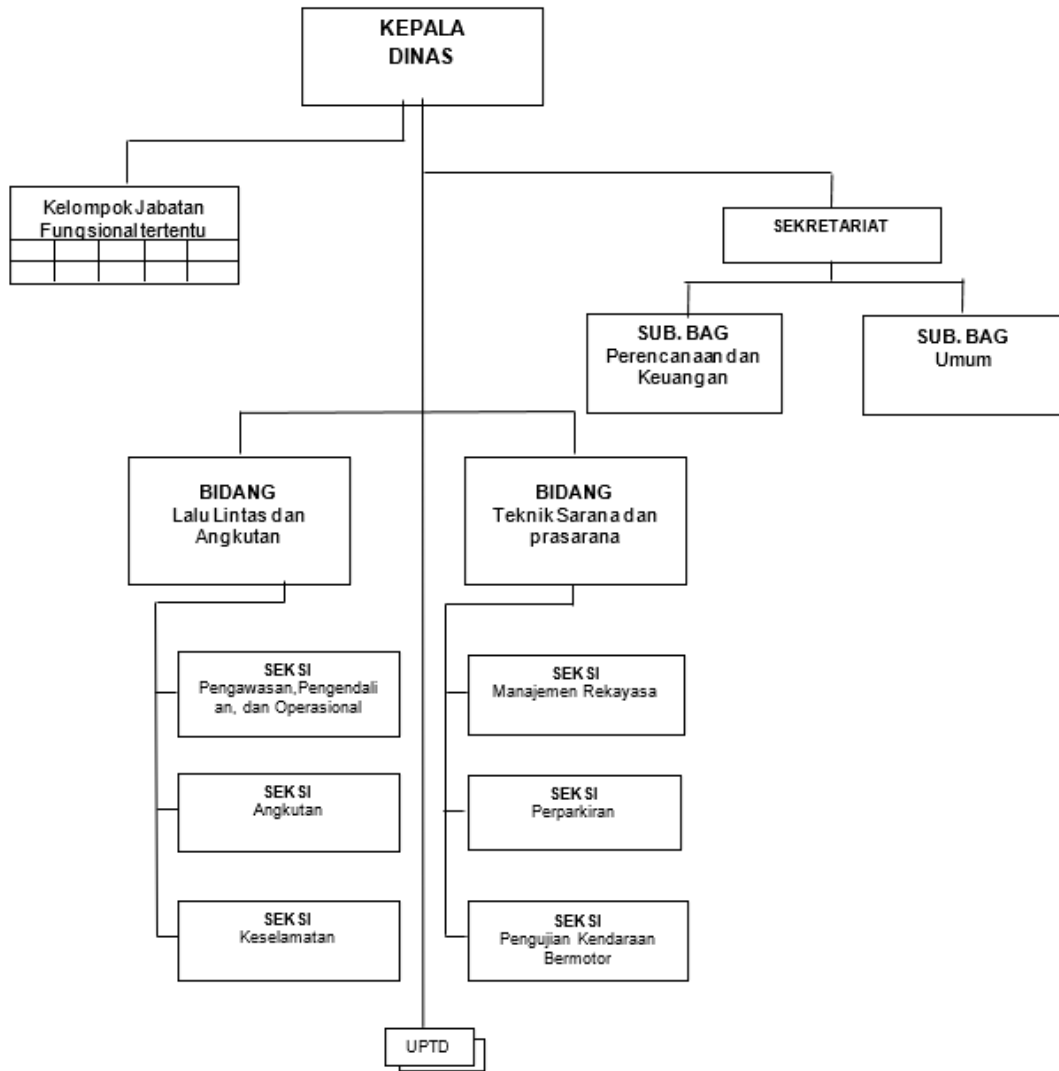 KEPALA
DINAS
Kelompok Jabatan
Fungsional tertentu
SEKRETARIAT
SUB. BAG
Perencanaan dan
Keuangan
SUB. BAG
Umum
BIDANG
Lalu Lintas dan
Angkutan
BIDANG
Teknik Sarana dan
prasarana
SEKSI
Pengawasan,Pengendali
an, dan Operasional
SEKSI
Angkutan
SEKSI
Keselamatan
SEKSI
Manajemen Rekayasa
SEKSI
Perparkiran
SEKSI
Pengujian Kendaraan
Bermotor
UPTD